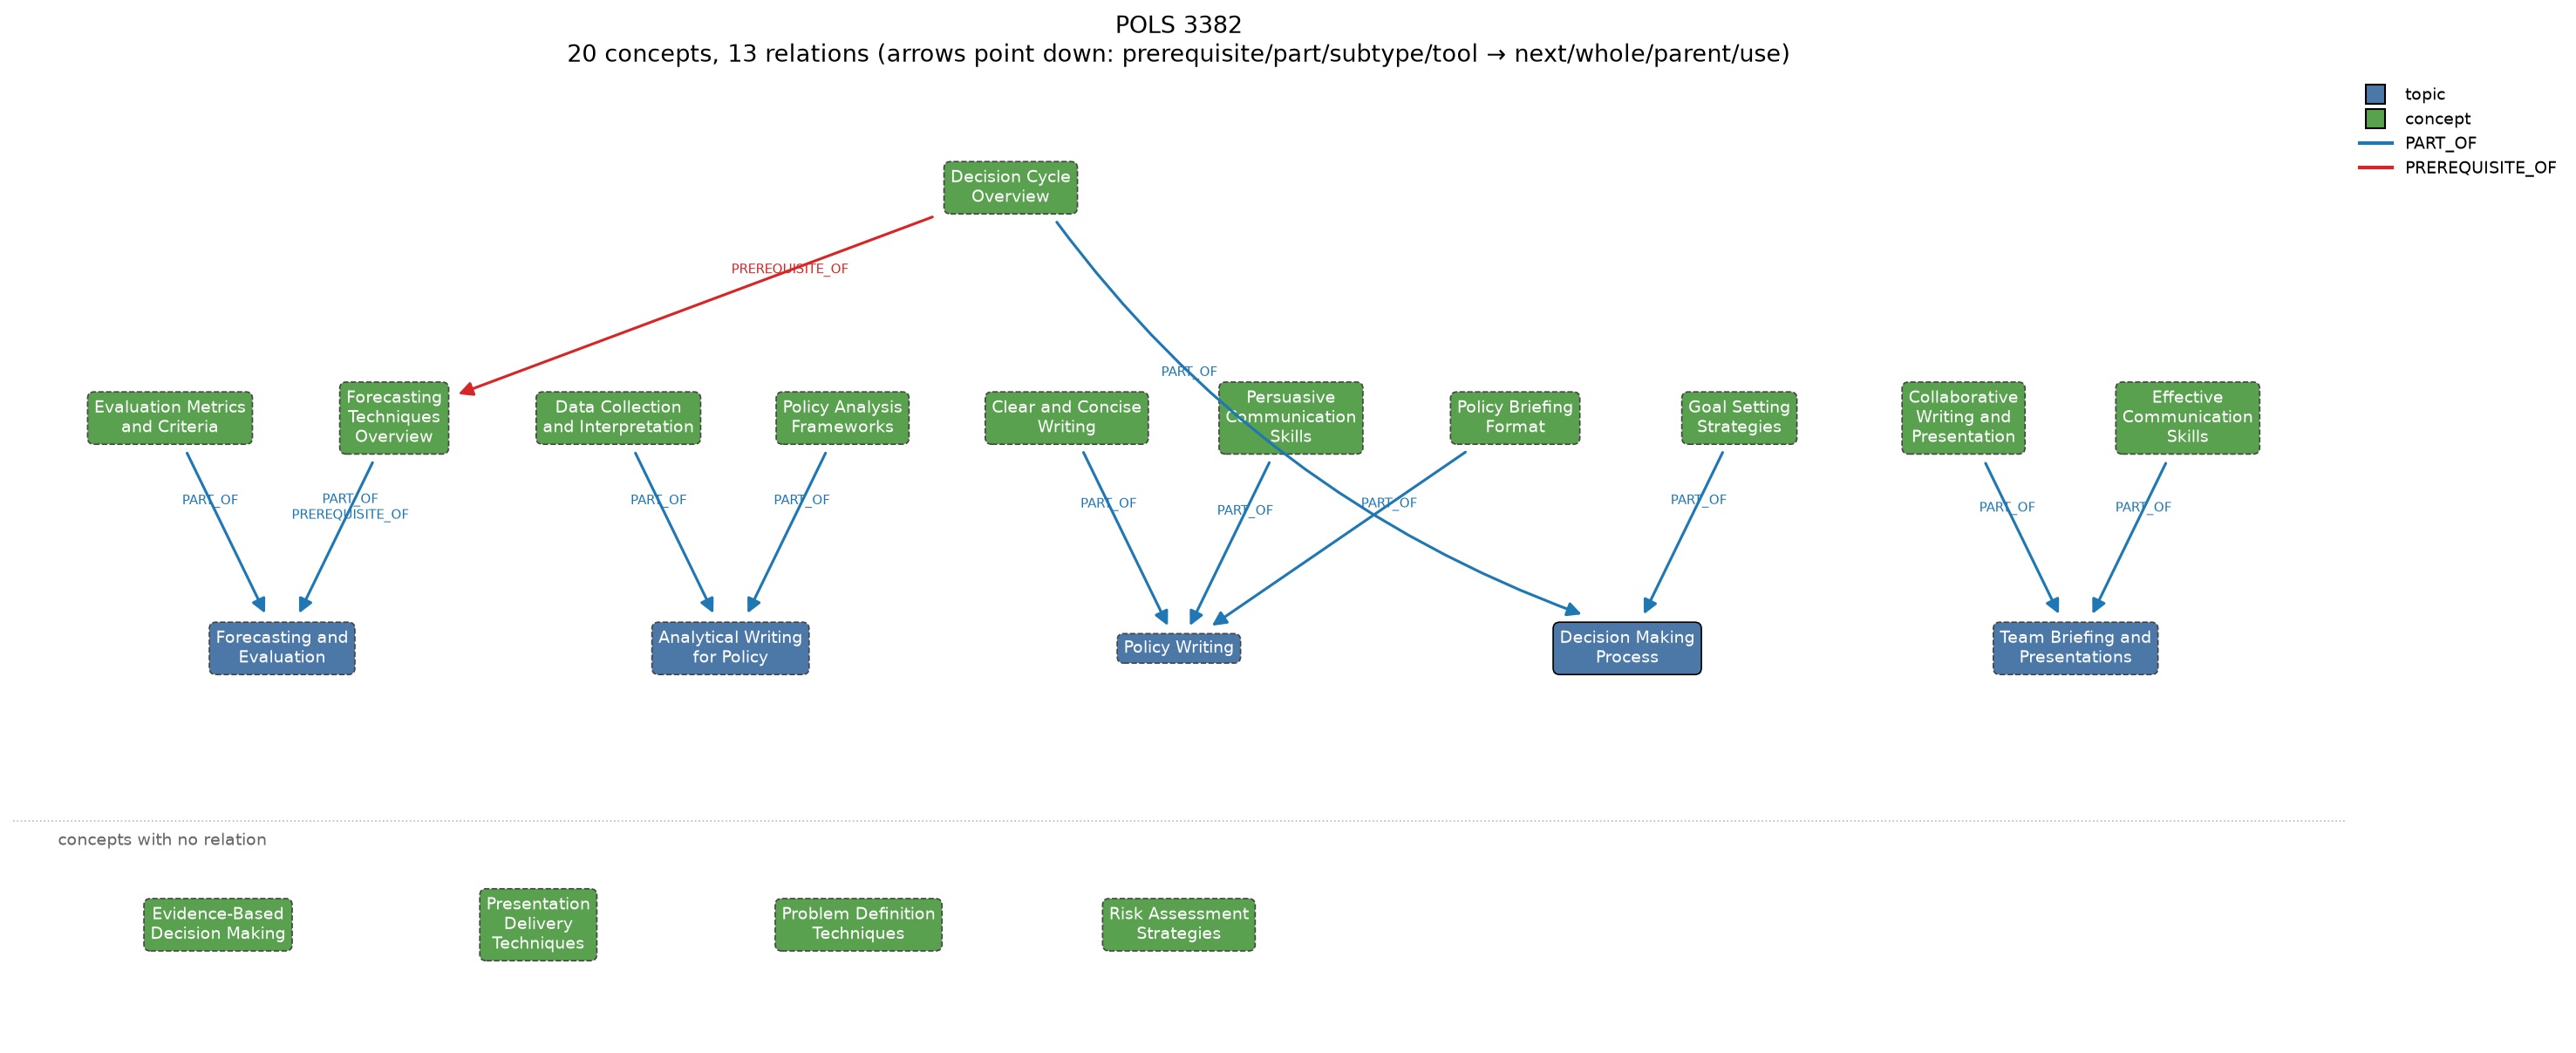 POLS 3382
20 concepts, 13 relations (arrows point down: prerequisite/part/subtype/tool → next/whole/parent/use)
topic
concept
PART_OF
PREREQUISITE_OF
Decision Cycle
Overview
PREREQUISITE_OF
PART_OF
Evaluation Metrics
and Criteria
Forecasting
Techniques
Overview
Data Collection
and Interpretation
Policy Analysis
Frameworks
Clear and Concise
Writing
Persuasive
Communication
Skills
Policy Briefing
Format
Goal Setting
Strategies
Collaborative
Writing and
Presentation
Effective
Communication
Skills
PART_OF
PART_OF
PREREQUISITE_OF
PART_OF
PART_OF
PART_OF
PART_OF
PART_OF
PART_OF
PART_OF
PART_OF
Forecasting and
Evaluation
Analytical Writing
for Policy
Policy Writing
Decision Making
Process
Team Briefing and
Presentations
concepts with no relation
Evidence-Based
Decision Making
Presentation
Delivery
Techniques
Problem Definition
Techniques
Risk Assessment
Strategies